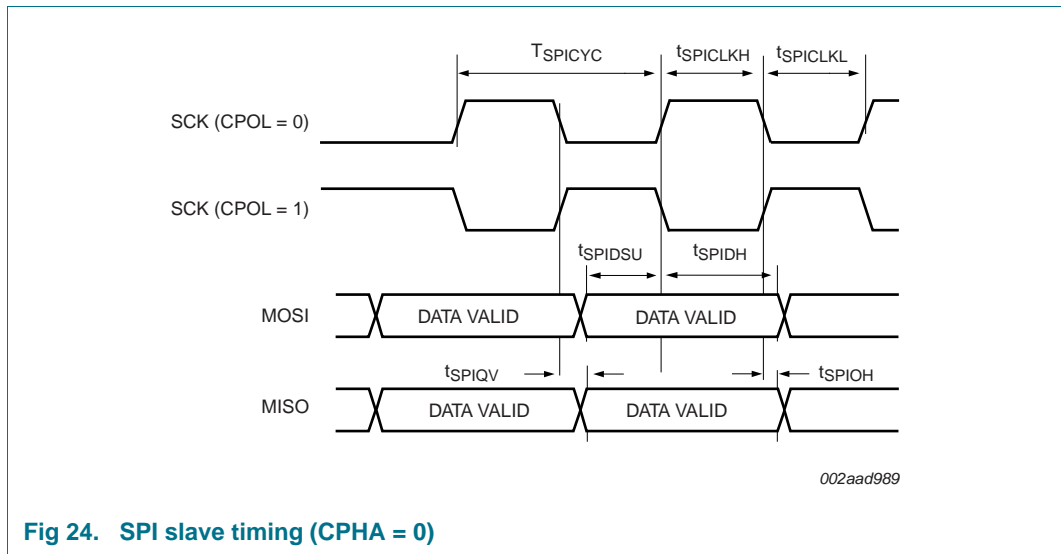 TSPICYC tSPICLKH tSPICLKL
SCK (CPOL = 0)
SCK (CPOL = 1)
tSPIDSU tSPIDH
MOSI DATA VALID DATA VALID
tSPIQV tSPIOH
MISO DATA VALID DATA VALID
002aad989
Fig 24. SPI slave timing (CPHA = 0)